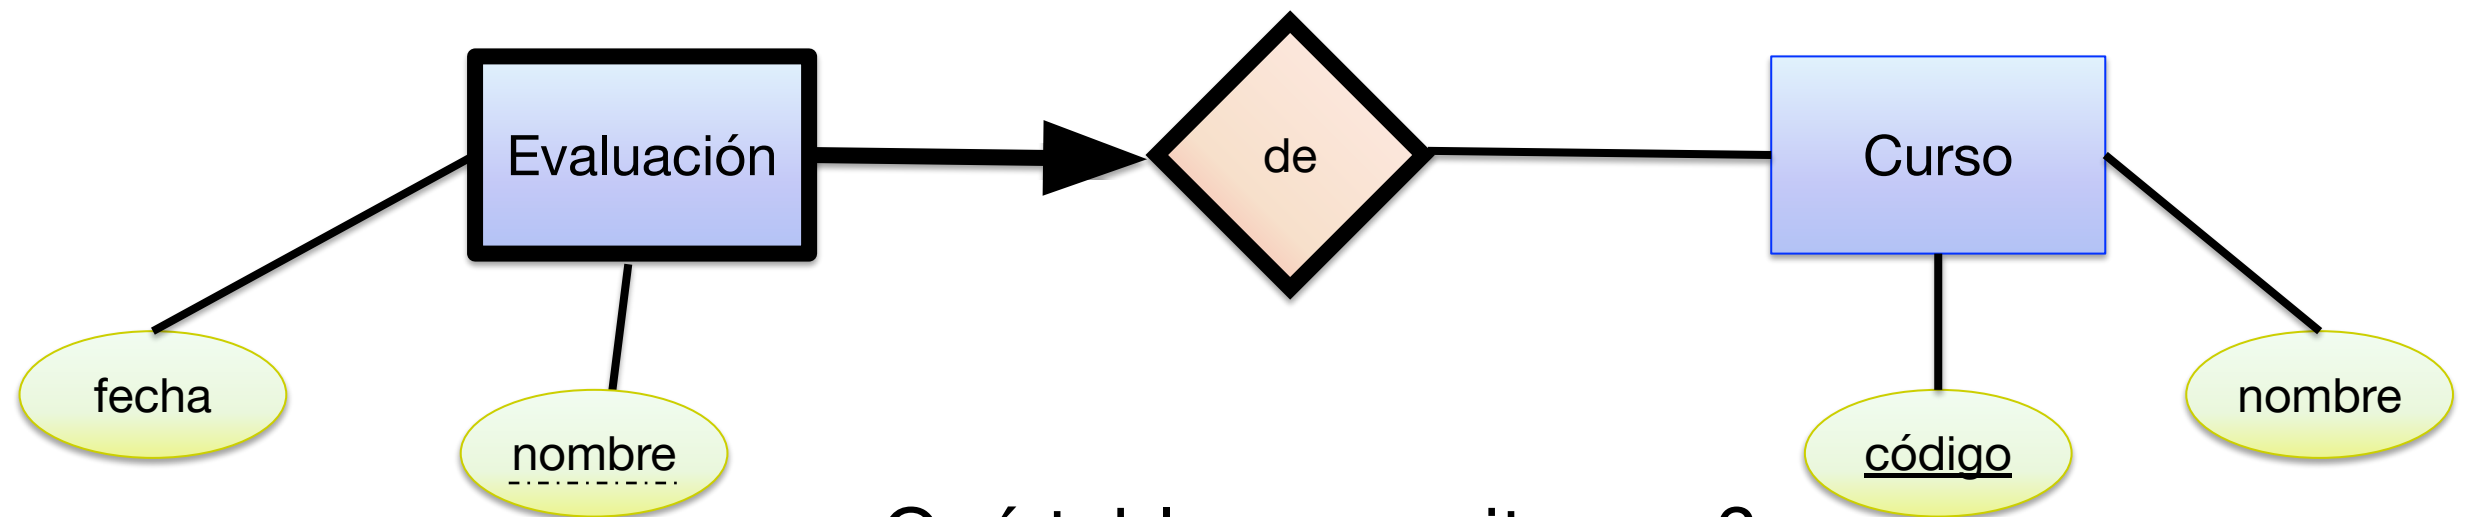 Evaluación
de
Curso
fecha
nombre
código
nombre